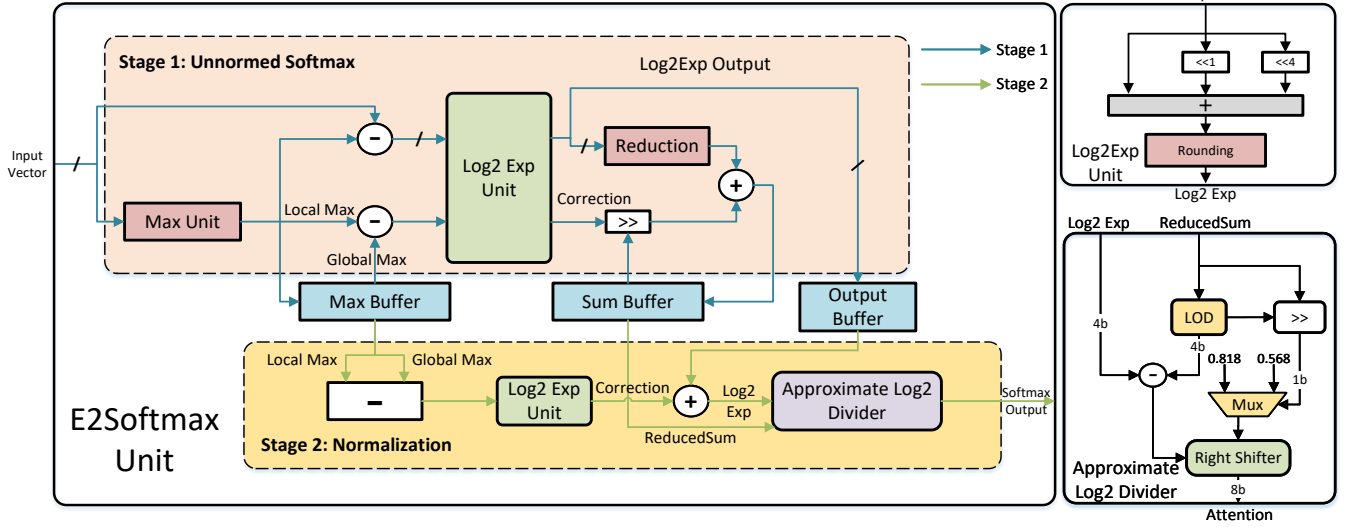 Stage 1: Unnormed Softmax
Log2Exp Output
Stage 1
Stage 2
Input
Vector
-
Log2 Exp
Unit
Reduction
+
Max Unit
Local Max
-
Correction
>>
Global Max
Max Buffer
Sum Buffer
Output
Buffer
Local Max
Global Max
-
Log2 Exp
Unit
Correction
+
Log2
Exp
Approximate Log2
Divider
Softmax
Output
ReducedSum
Stage 2: Normalization
E2Softmax
Unit
<<1
<<4
+
Rounding
Log2Exp
Unit
Log2 Exp
Log2 Exp
ReducedSum
LOD
>>
4b
4b
0.818
0.568
1b
-
Mux
Right Shifter
Approximate
Log2 Divider
8b
Attention